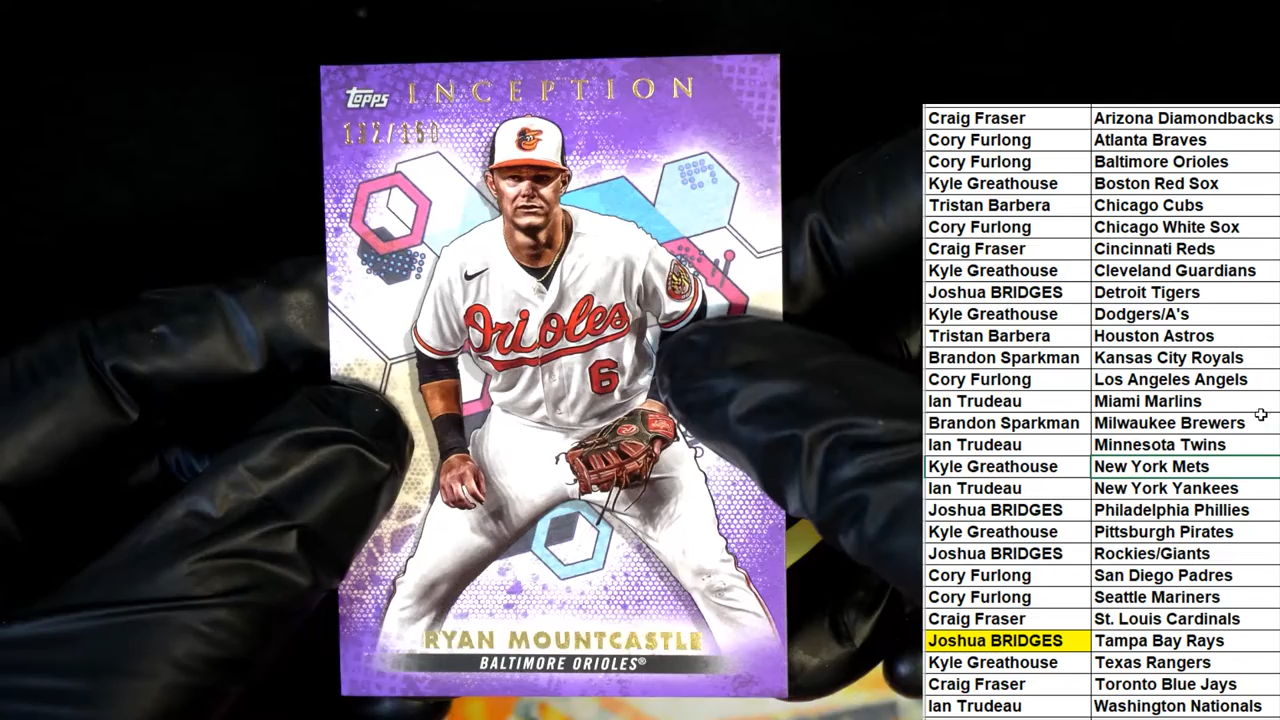 topps INCEPTION
Orioles
6
RYAN MOUNTCASTLE
BALTIMORE ORIOLES®
Craig Fraser Arizona Diamondbacks
Cory Furlong Atlanta Braves
Cory Furlong Baltimore Orioles
Kyle Greathouse Boston Red Sox
Tristan Barbera Chicago Cubs
Cory Furlong Chicago White Sox
Craig Fraser Cincinnati Reds
Kyle Greathouse Cleveland Guardians
Joshua BRIDGES Detroit Tigers
Kyle Greathouse Dodgers/A's
Tristan Barbera Houston Astros
Brandon Sparkman Kansas City Royals
Cory Furlong Los Angeles Angels
Ian Trudeau Miami Marlins
Brandon Sparkman Milwaukee Brewers
Ian Trudeau Minnesota Twins
Kyle Greathouse New York Mets
Ian Trudeau New York Yankees
Joshua BRIDGES Philadelphia Phillies
Kyle Greathouse Pittsburgh Pirates
Joshua BRIDGES Rockies/Giants
Cory Furlong San Diego Padres
Cory Furlong Seattle Mariners
Craig Fraser St. Louis Cardinals
Joshua BRIDGES Tampa Bay Rays
Kyle Greathouse Texas Rangers
Craig Fraser Toronto Blue Jays
Ian Trudeau Washington Nationals